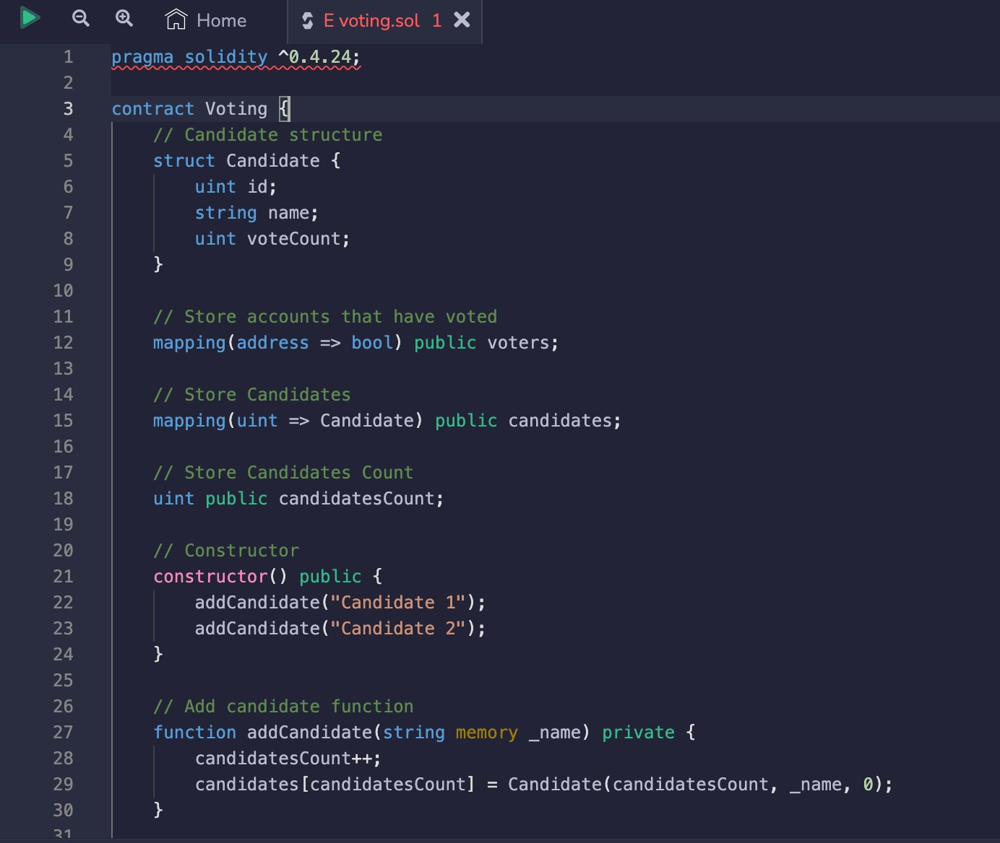 Home
E voting.sol 1
1 pragma solidity ^0.4.24;
2
3 contract Voting {
4 // Candidate structure
5 struct Candidate {
6 uint id;
7 string name;
8 uint voteCount;
9 }
10
11 // Store accounts that have voted
12 mapping(address => bool) public voters;
13
14 // Store Candidates
15 mapping(uint => Candidate) public candidates;
16
17 // Store Candidates Count
18 uint public candidatesCount;
19
20 // Constructor
21 constructor() public {
22 addCandidate("Candidate 1");
23 addCandidate("Candidate 2");
24 }
25
26 // Add candidate function
27 function addCandidate(string memory _name) private {
28 candidatesCount++;
29 candidates[candidatesCount] = Candidate(candidatesCount, _name, 0);
30 }
31